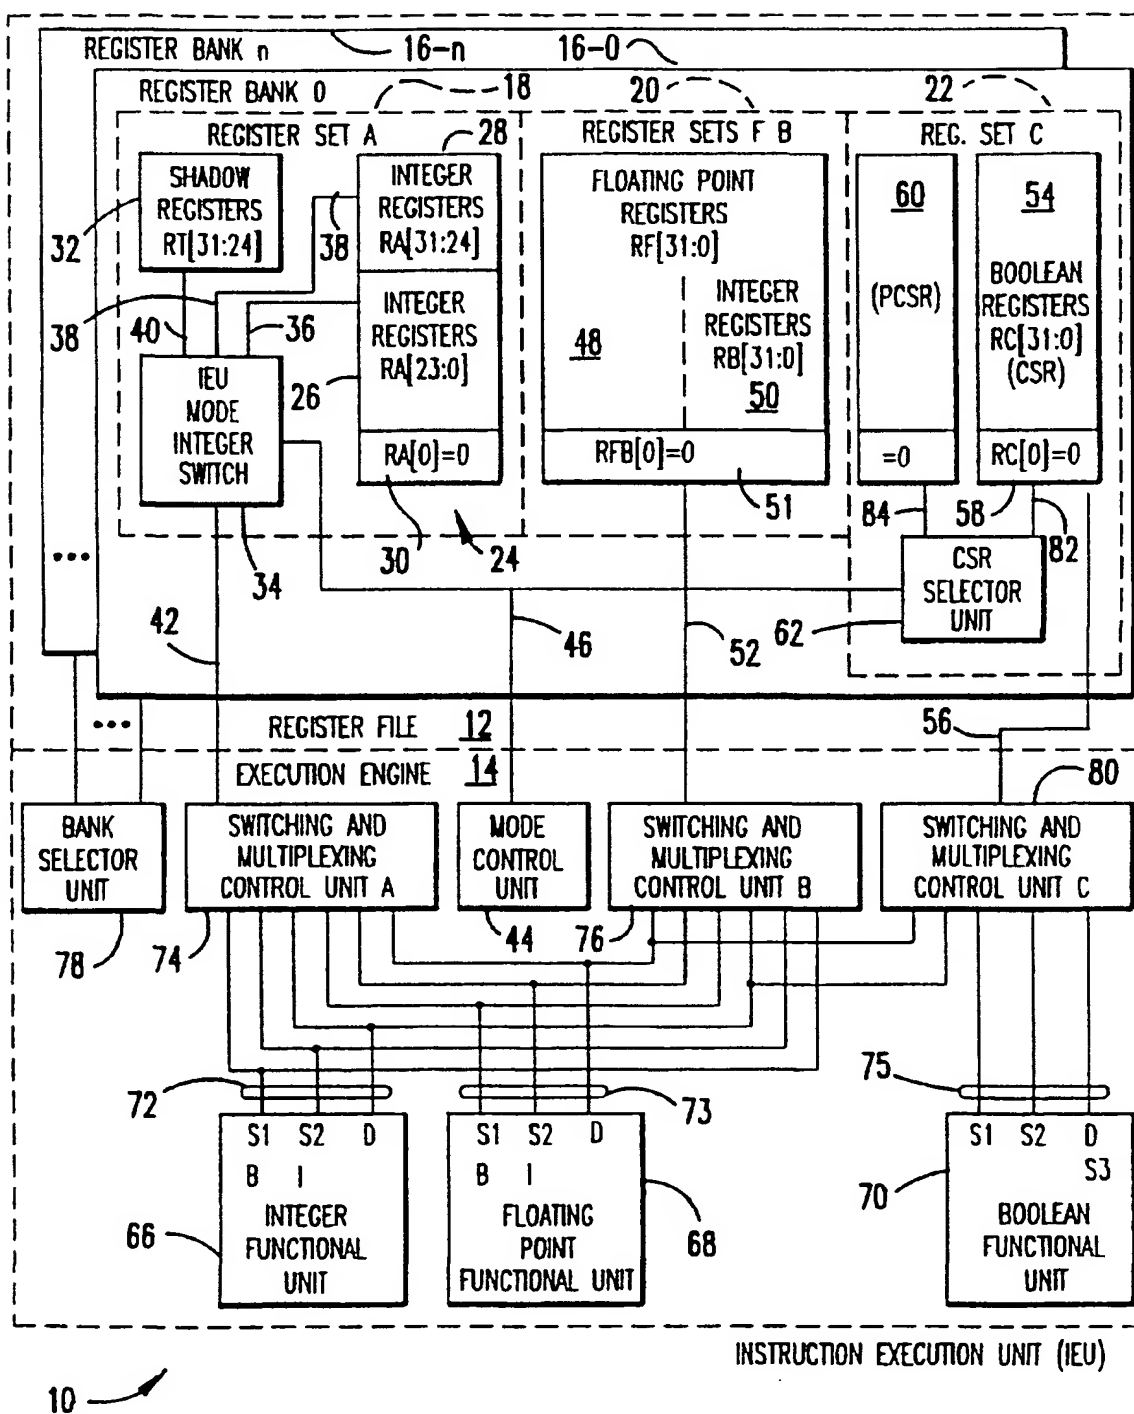 REGISTER BANK n
16-n
16-0
REGISTER BANK 0
18
20
22
REGISTER SET A
28
REGISTER SETS F B
REG. SET C
SHADOW
REGISTERS
RT[31:24]
32
INTEGER
REGISTERS
RA[31:24]
38
FLOATING POINT
REGISTERS
RF[31:0]
60
54
(PCSR)
BOOLEAN
REGISTERS
RC[31:0]
(CSR)
38
40
36
INTEGER
REGISTERS
RA[23:0]
26
48
INTEGER
REGISTERS
RB[31:0]
50
IEU
MODE
INTEGER
SWITCH
RA[0]=0
RFB[0]=0
=0
RC[0]=0
51
84
58
82
30
24
34
CSR
SELECTOR
UNIT
62
...
42
46
52
...
REGISTER FILE 12
56
EXECUTION ENGINE 14
80
BANK
SELECTOR
UNIT
SWITCHING AND
MULTIPLEXING
CONTROL UNIT A
MODE
CONTROL
UNIT
SWITCHING AND
MULTIPLEXING
CONTROL UNIT B
SWITCHING AND
MULTIPLEXING
CONTROL UNIT C
78
74
44
76
72
73
75
S1 S2 D
B I
INTEGER
FUNCTIONAL
UNIT
66
S1 S2 D
B I
FLOATING
POINT
FUNCTIONAL UNIT
68
S1 S2 D
S3
BOOLEAN
FUNCTIONAL
UNIT
70
INSTRUCTION EXECUTION UNIT (IEU)
10